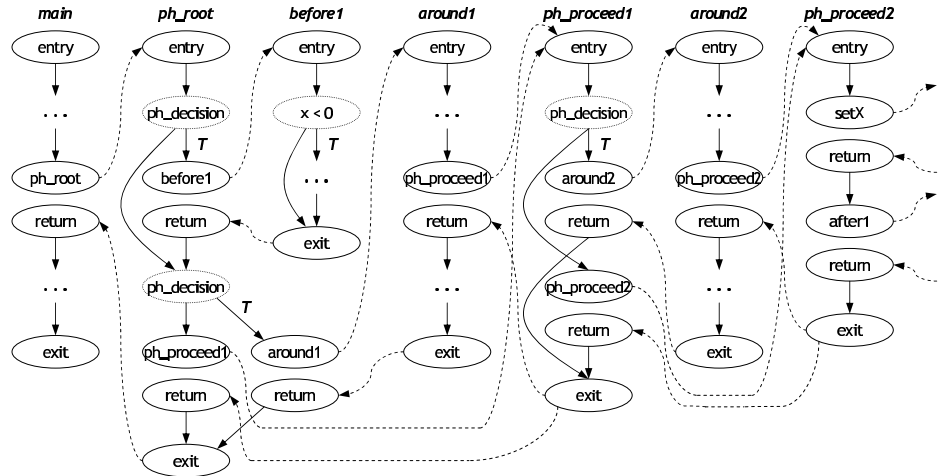 main ph_root before1 around1 ph_proceed1 around2 ph_proceed2
entry entry entry entry entry entry entry
. . . ph_decision x < 0 . . . ph_decision . . . setX
T T T
ph_root before1 . . . ph_proceed1 around2 ph_proceed2 return
return return exit return return return after1
. . . ph_decision . . . ph_proceed2 . . . return
T
exit ph_proceed1 around1 exit return exit exit
return return exit
exit